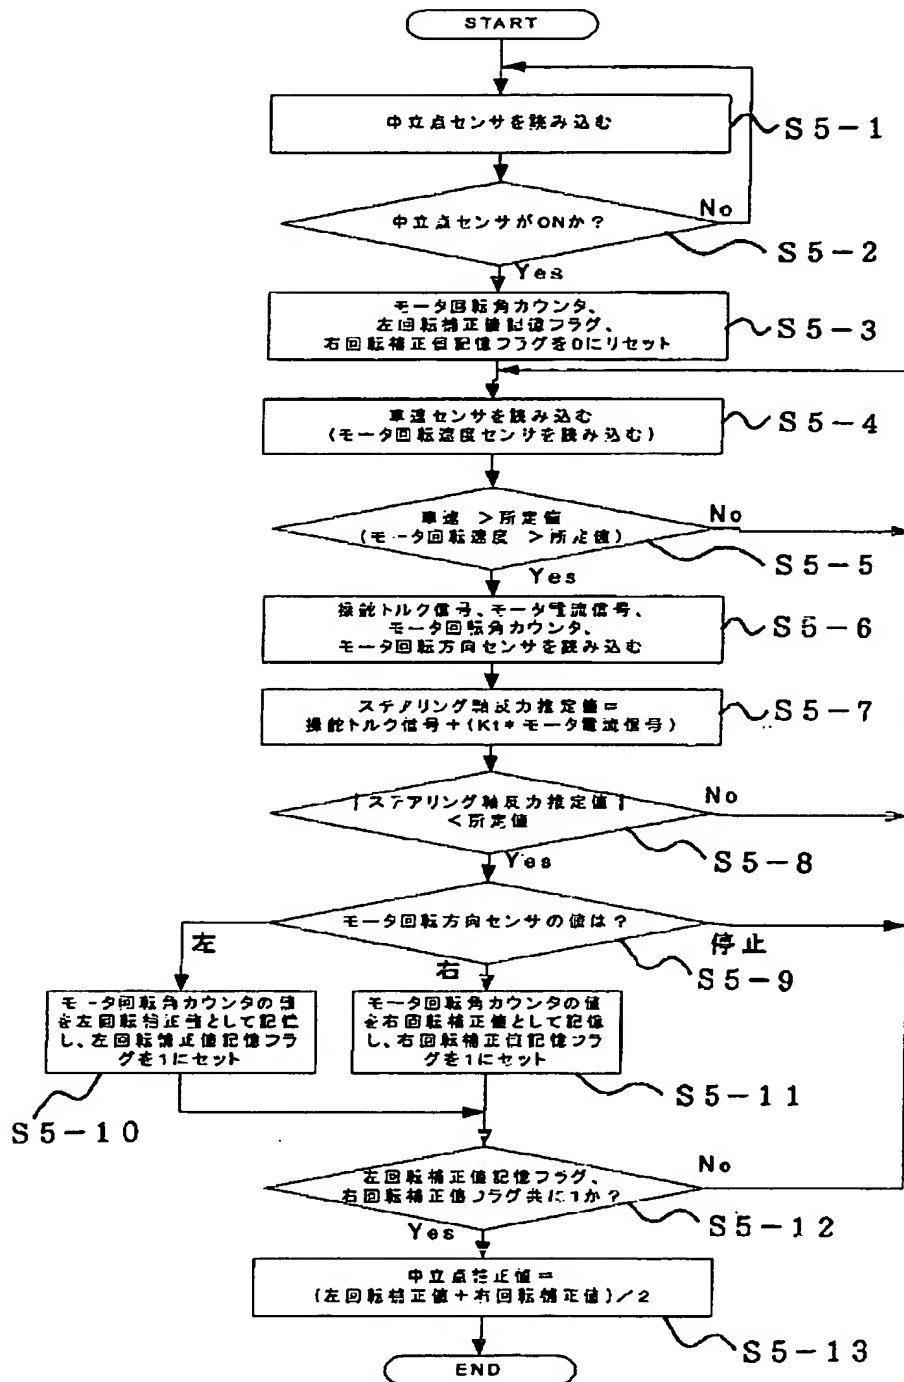 START
中立点センサを読み込む
S5-1
中立点センサがONか?
No
S5-2
Yes
モータ回転角カウンタ、
左回転補正値記憶フラグ、
右回転補正値記憶フラグを0にリセット
S5-3
車速センサを読み込む
(モータ回転速度センサを読み込む)
S5-4
車速 >所定値
(モータ回転速度 >所定値)
No
S5-5
Yes
操舵トルク信号、モータ電流信号、
モータ回転角カウンタ、
モータ回転方向センサを読み込む
S5-6
ステアリング軸反力推定値=
操舵トルク信号+(Kt*モータ電流信号)
S5-7
|ステアリング軸反力推定値|
<所定値
No
S5-8
Yes
モータ回転方向センサの値は?
左
右
停止
S5-9
モータ回転角カウンタの値
を左回転補正値として記憶
し、左回転補正値記憶フラ
グを1にセット
S5-10
モータ回転角カウンタの値
を右回転補正値として記憶
し、右回転補正値記憶フラ
グを1にセット
S5-11
左回転補正値記憶フラグ、
右回転補正値フラグ共に1か?
No
S5-12
Yes
中立点補正値=
(左回転補正値+右回転補正値)/2
S5-13
END